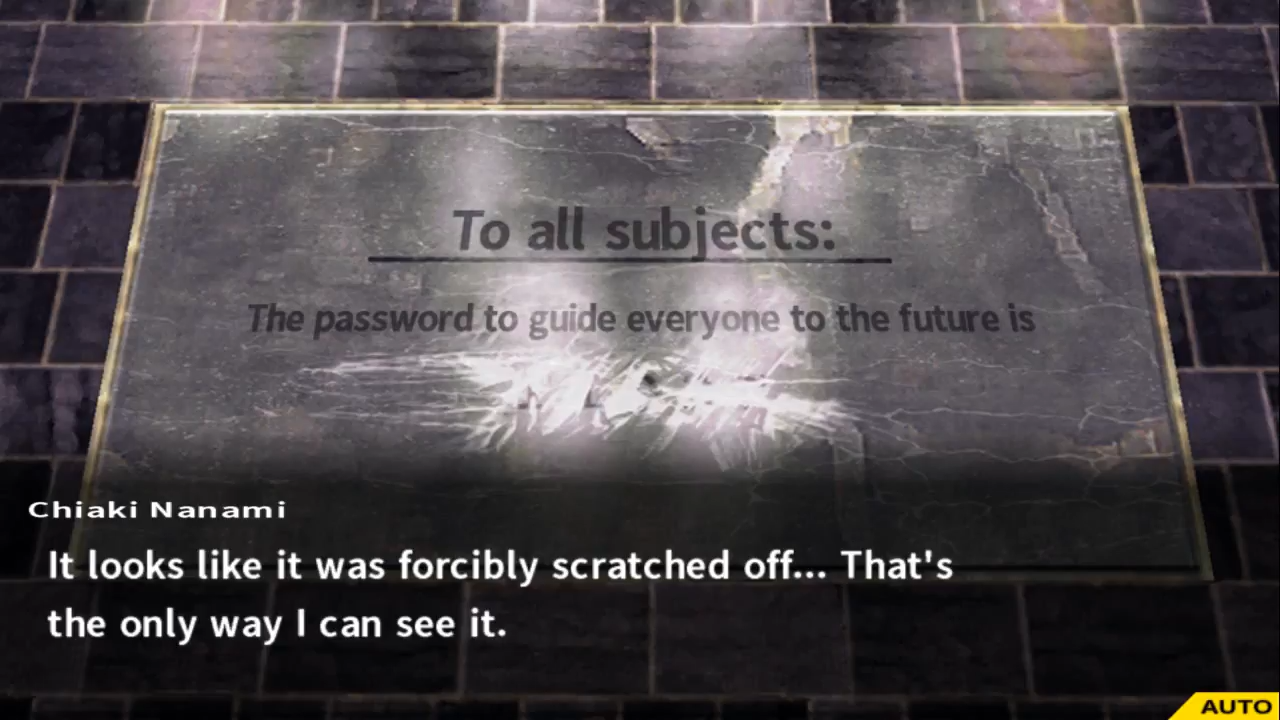 To all subjects:
The password to guide everyone to the future is
Chiaki Nanami
It looks like it was forcibly scratched off... That's
the only way I can see it.
AUTO